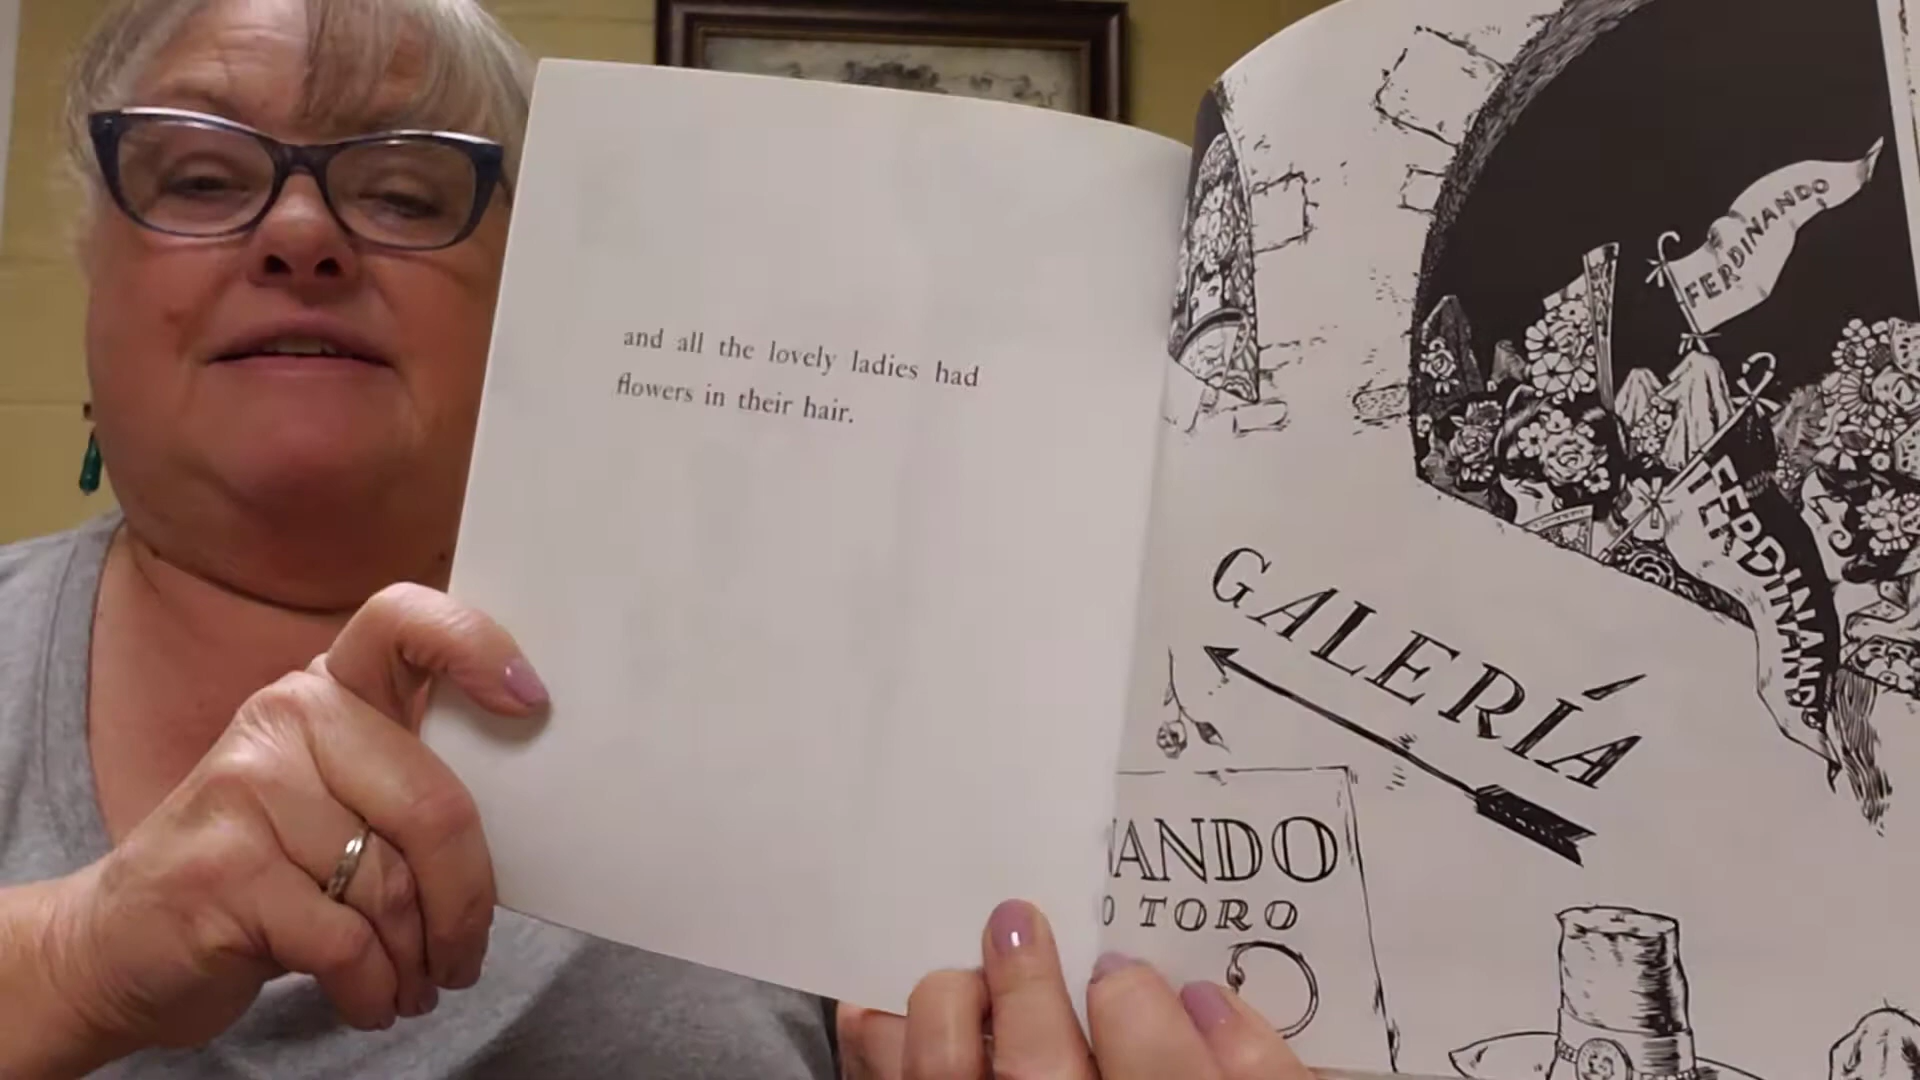 and all the lovely ladies had
flowers in their hair.
FERDINANDO
FERDINANDO
GALERÍA
NANDO
O TORO